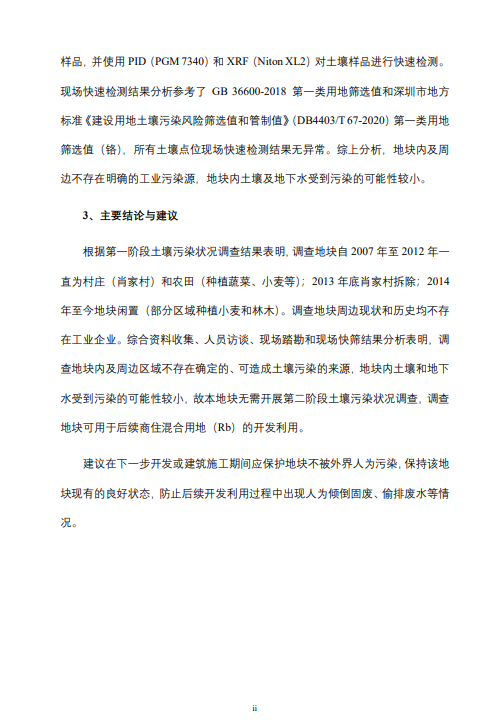 样品，并使用 PID（PGM 7340）和 XRF（Niton XL2）对土壤样品进行快速检测。
现场快速检测结果分析参考了 GB 36600-2018 第一类用地筛选值和深圳市地方
标准《建设用地土壤污染风险筛选值和管制值》（DB4403/T 67-2020）第一类用地
筛选值（铬），所有土壤点位现场快速检测结果无异常。综上分析，地块内及周
边不存在明确的工业污染源，地块内土壤及地下水受到污染的可能性较小。
3、主要结论与建议
根据第一阶段土壤污染状况调查结果表明，调查地块自 2007 年至 2012 年一
直为村庄（肖家村）和农田（种植蔬菜、小麦等）；2013 年底肖家村拆除；2014
年至今地块闲置（部分区域种植小麦和林木）。调查地块周边现状和历史均不存
在工业企业。综合资料收集、人员访谈、现场踏勘和现场快筛结果分析表明，调
查地块内及周边区域不存在确定的、可造成土壤污染的来源，地块内土壤和地下
水受到污染的可能性较小，故本地块无需开展第二阶段土壤污染状况调查，调查
地块可用于后续商住混合用地（Rb）的开发利用。
建议在下一步开发或建筑施工期间应保护地块不被外界人为污染，保持该地
块现有的良好状态，防止后续开发利用过程中出现人为倾倒固废、偷排废水等情
况。
ii